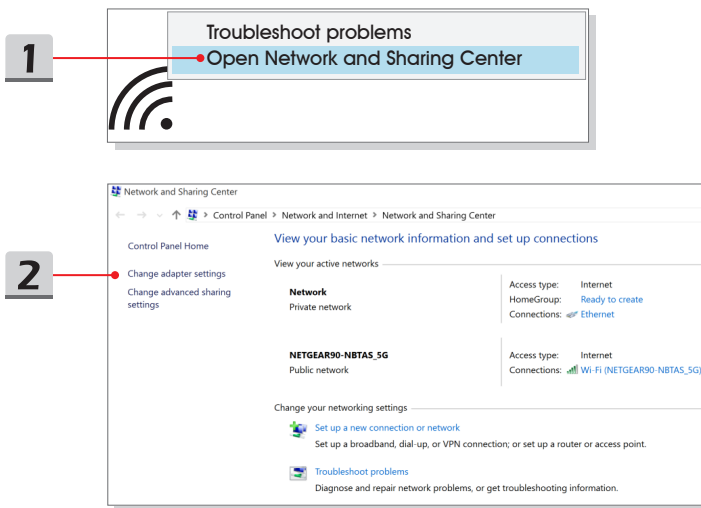 1
Troubleshoot problems
Open Network and Sharing Center
Network and Sharing Center
Control Panel > Network and Internet > Network and Sharing Center
2
Control Panel Home
Change adapter settings
Change advanced sharing
settings
View your basic network information and set up connections
View your active networks
Network
Private network
Access type: Internet
HomeGroup: Ready to create
Connections: Ethernet
NETGEAR90-NBTAS_5G
Public network
Access type: Internet
Connections: Wi-Fi (NETGEAR90-NBTAS_5G)
Change your networking settings
Set up a new connection or network
Set up a broadband, dial-up, or VPN connection; or set up a router or access point.
Troubleshoot problems
Diagnose and repair network problems, or get troubleshooting information.